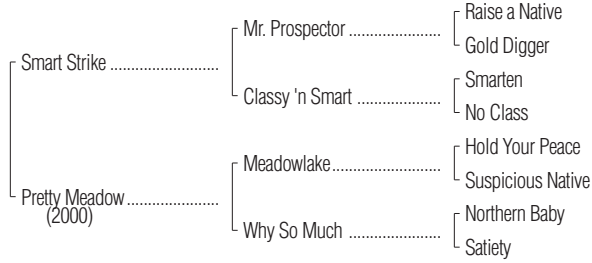 Raise a Native
Mr. Prospector ....................
Gold Digger
Smart Strike ........................
Smarten
Classy 'n Smart ...................
No Class
Hold Your Peace
Meadowlake........................
Suspicious Native
Pretty Meadow....................
(2000)
Northern Baby
Why So Much ....................
Satiety